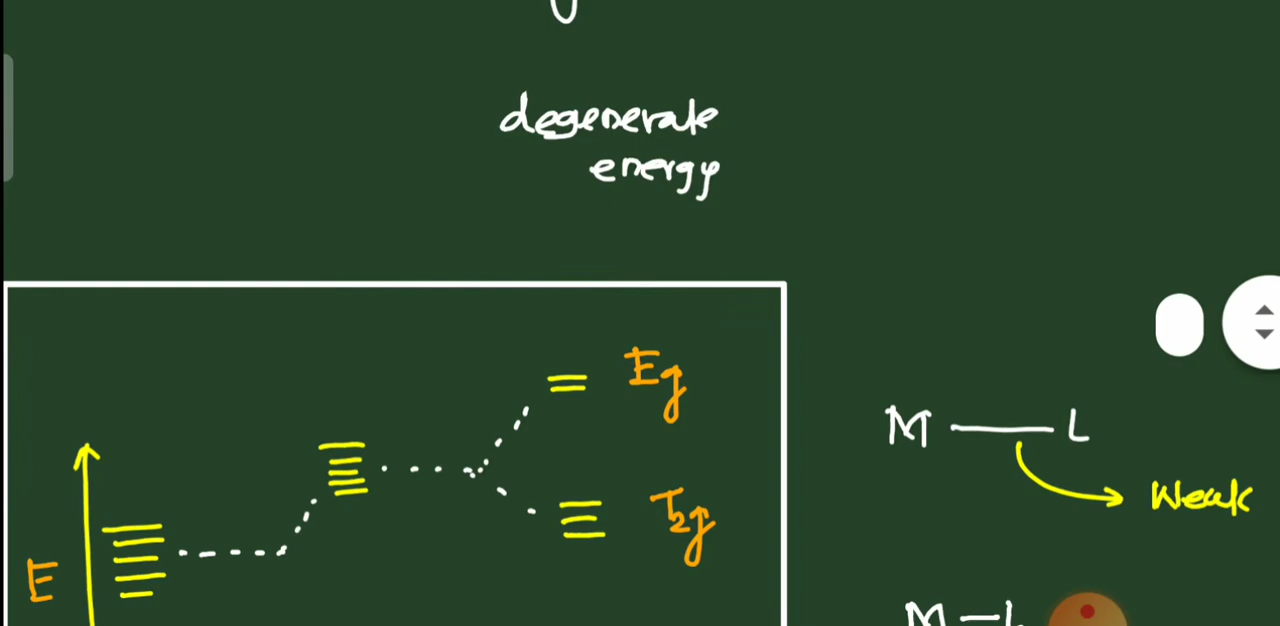 degenerate
energy
Eg
T2g
E
M — L
Weak
M — L